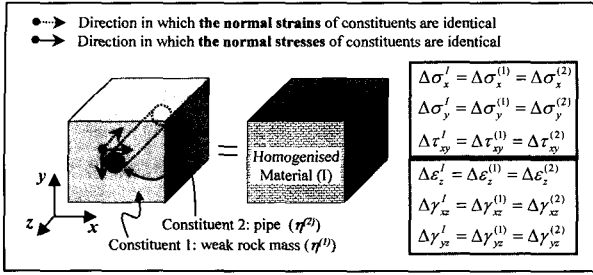 Direction in which the normal strains of constituents are identical
Direction in which the normal stresses of constituents are identical
Δσ_x^I = Δσ_x^(1) = Δσ_x^(2)
Δσ_y^I = Δσ_y^(1) = Δσ_y^(2)
Δτ_xy^I = Δτ_xy^(1) = Δτ_xy^(2)
Δε_z^I = Δε_z^(1) = Δε_z^(2)
Δγ_xz^I = Δγ_xz^(1) = Δγ_xz^(2)
Δγ_yz^I = Δγ_yz^(1) = Δγ_yz^(2)
=
Homogenised
Material (I)
y
z
x
Constituent 2: pipe (η^(2))
Constituent 1: weak rock mass (η^(1))